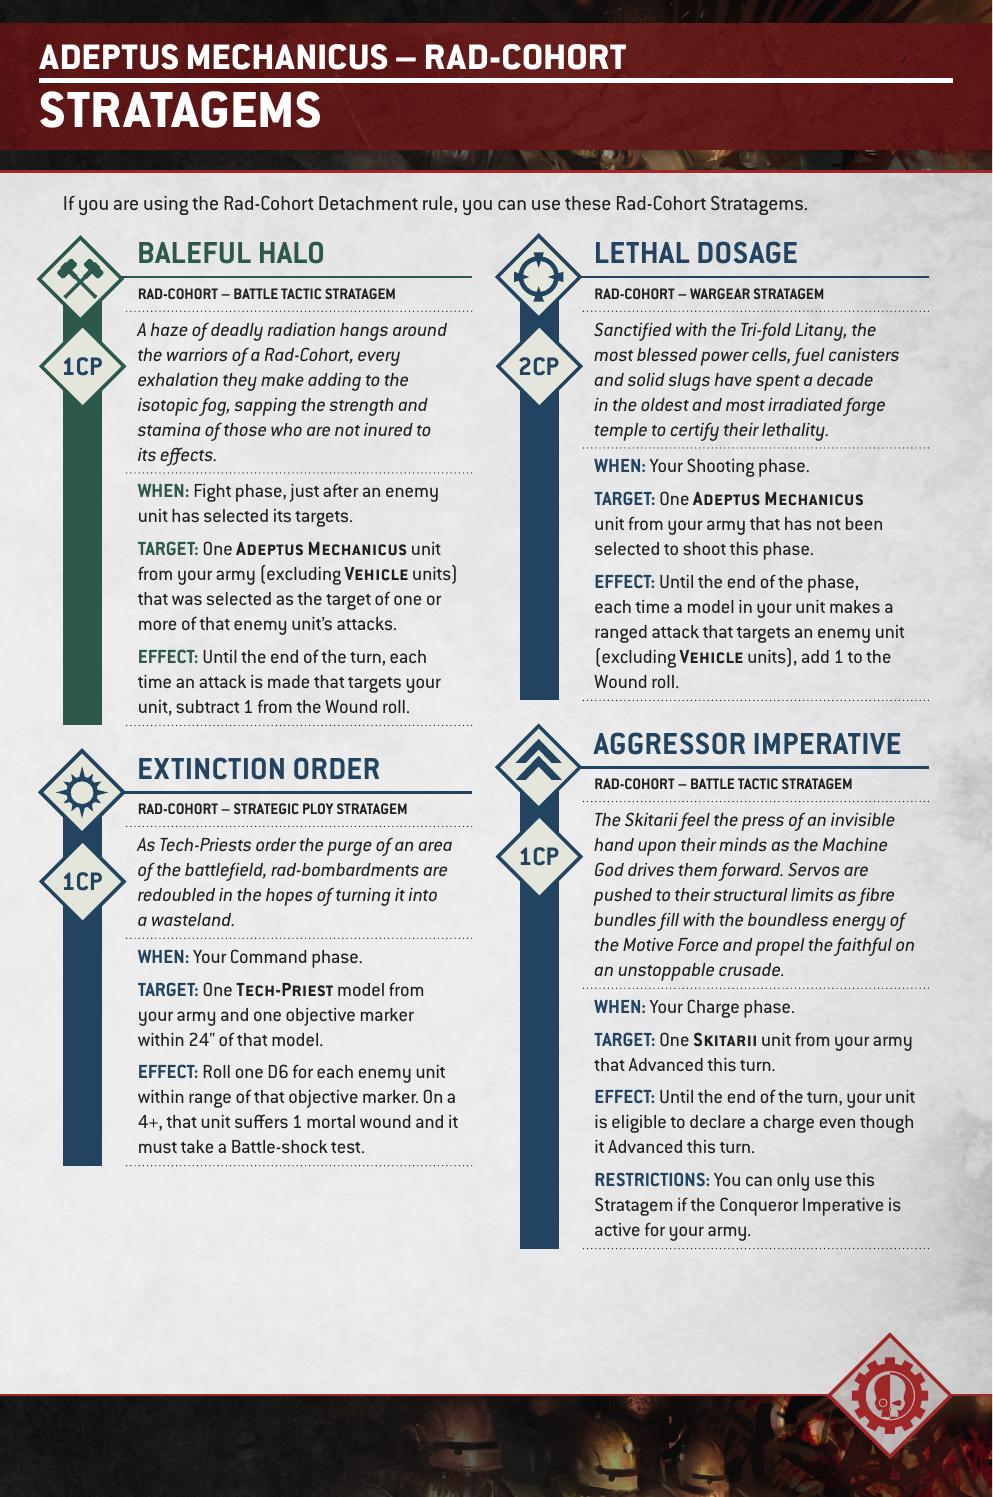 ADEPTUS MECHANICUS – RAD-COHORT
STRATAGEMS
If you are using the Rad-Cohort Detachment rule, you can use these Rad-Cohort Stratagems.
BALEFUL HALO
RAD-COHORT – BATTLE TACTIC STRATAGEM
1CP
A haze of deadly radiation hangs around
the warriors of a Rad-Cohort, every
exhalation they make adding to the
isotopic fog, sapping the strength and
stamina of those who are not inured to
its effects.
WHEN: Fight phase, just after an enemy
unit has selected its targets.
TARGET: One ADEPTUS MECHANICUS unit
from your army (excluding VEHICLE units)
that was selected as the target of one or
more of that enemy unit's attacks.
EFFECT: Until the end of the turn, each
time an attack is made that targets your
unit, subtract 1 from the Wound roll.
EXTINCTION ORDER
RAD-COHORT – STRATEGIC PLOY STRATAGEM
1CP
As Tech-Priests order the purge of an area
of the battlefield, rad-bombardments are
redoubled in the hopes of turning it into
a wasteland.
WHEN: Your Command phase.
TARGET: One TECH-PRIEST model from
your army and one objective marker
within 24" of that model.
EFFECT: Roll one D6 for each enemy unit
within range of that objective marker. On a
4+, that unit suffers 1 mortal wound and it
must take a Battle-shock test.
LETHAL DOSAGE
RAD-COHORT – WARGEAR STRATAGEM
2CP
Sanctified with the Tri-fold Litany, the
most blessed power cells, fuel canisters
and solid slugs have spent a decade
in the oldest and most irradiated forge
temple to certify their lethality.
WHEN: Your Shooting phase.
TARGET: One ADEPTUS MECHANICUS
unit from your army that has not been
selected to shoot this phase.
EFFECT: Until the end of the phase,
each time a model in your unit makes a
ranged attack that targets an enemy unit
(excluding VEHICLE units), add 1 to the
Wound roll.
AGGRESSOR IMPERATIVE
RAD-COHORT – BATTLE TACTIC STRATAGEM
1CP
The Skitarii feel the press of an invisible
hand upon their minds as the Machine
God drives them forward. Servos are
pushed to their structural limits as fibre
bundles fill with the boundless energy of
the Motive Force and propel the faithful on
an unstoppable crusade.
WHEN: Your Charge phase.
TARGET: One SKITARII unit from your army
that Advanced this turn.
EFFECT: Until the end of the turn, your unit
is eligible to declare a charge even though
it Advanced this turn.
RESTRICTIONS: You can only use this
Stratagem if the Conqueror Imperative is
active for your army.